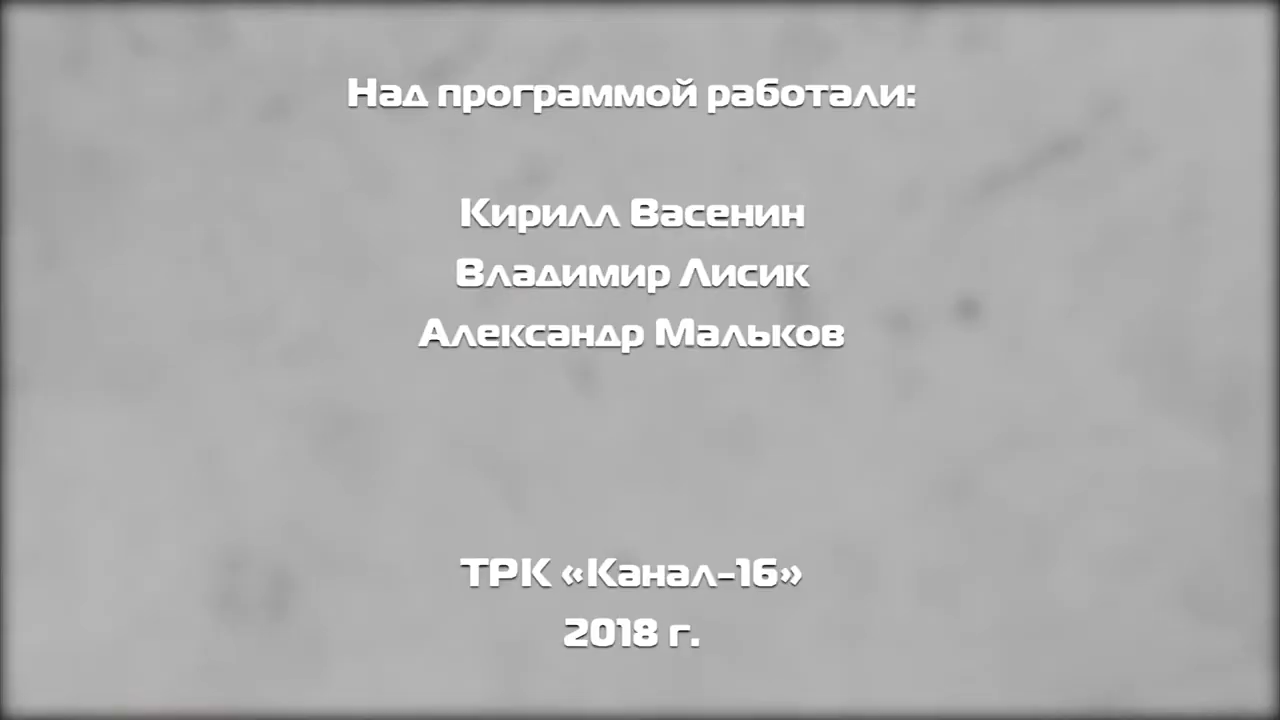 Над программой работали:
Кирилл Васенин
Владимир Лисик
Александр Мальков
ТРК «Канал-16»
2018 г.